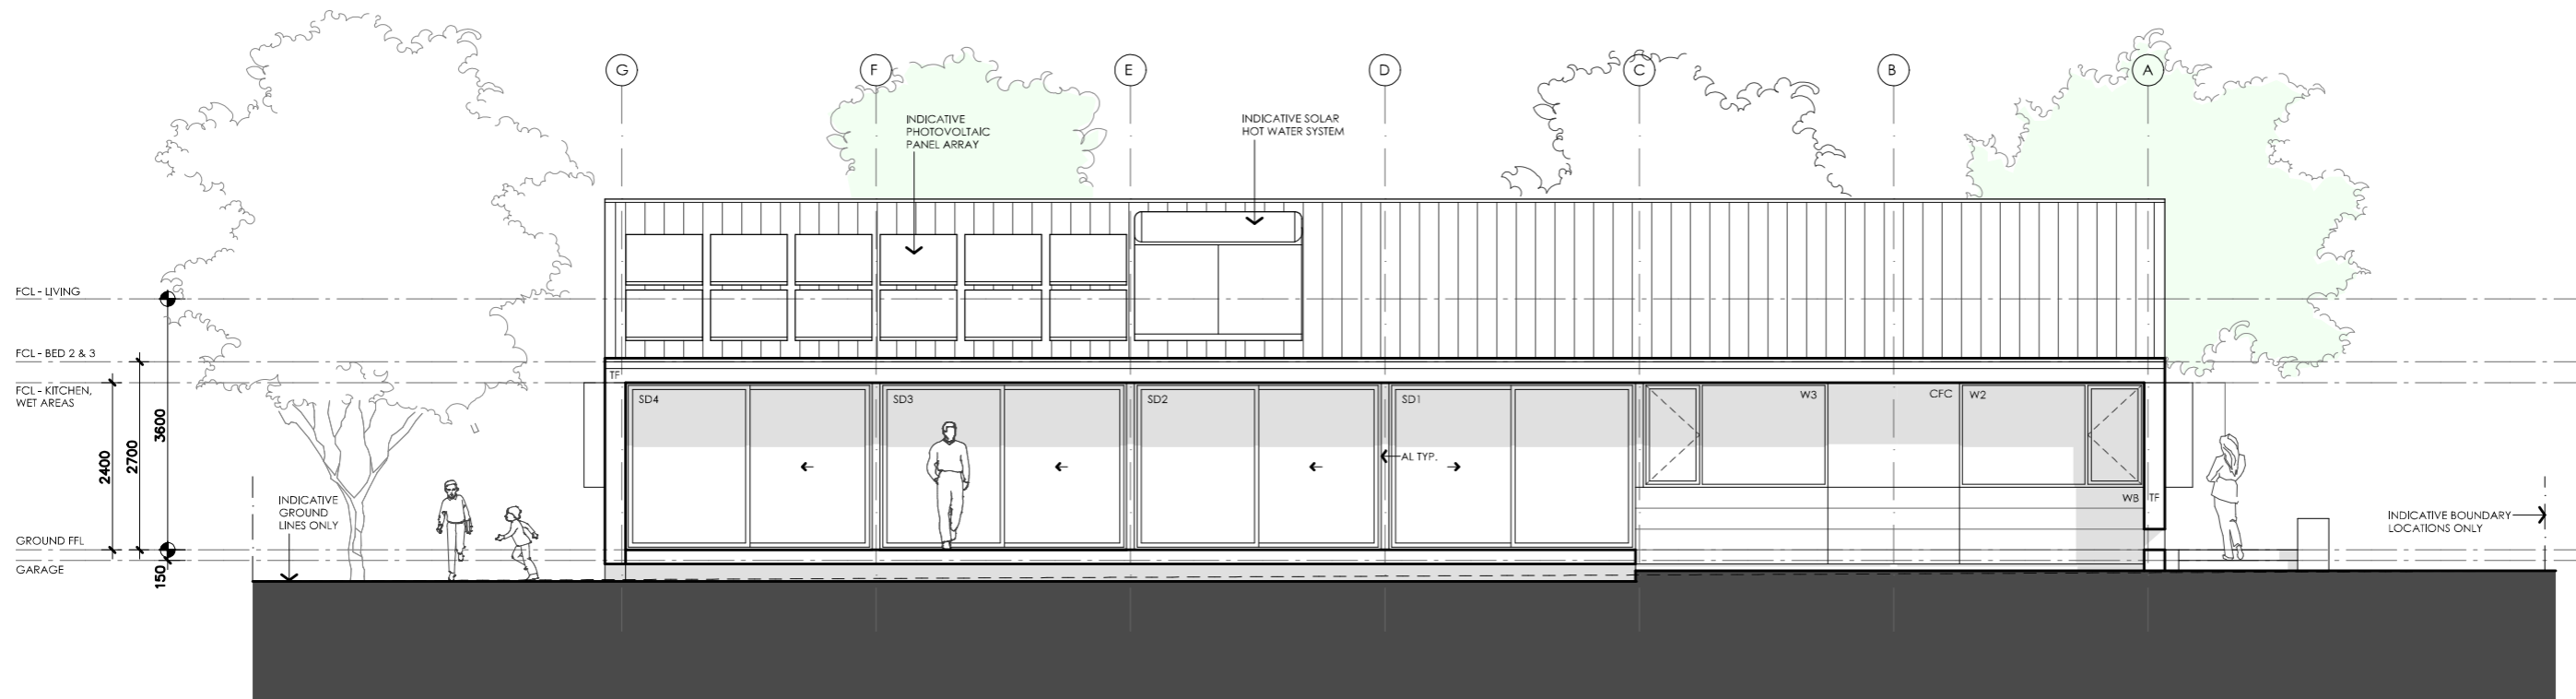 G
F
E
D
C
B
A
INDICATIVE
PHOTOVOLTAIC
PANEL ARRAY
INDICATIVE SOLAR
HOT WATER SYSTEM
FCL - LIVING
FCL - BED 2 & 3
FCL - KITCHEN,
WET AREAS
3600
2700
2400
150
GROUND FFL
GARAGE
INDICATIVE
GROUND
LINES ONLY
TF
SD4
SD3
SD2
SD1
AL TYP.
W3
CFC
W2
WB
TF
INDICATIVE BOUNDARY
LOCATIONS ONLY